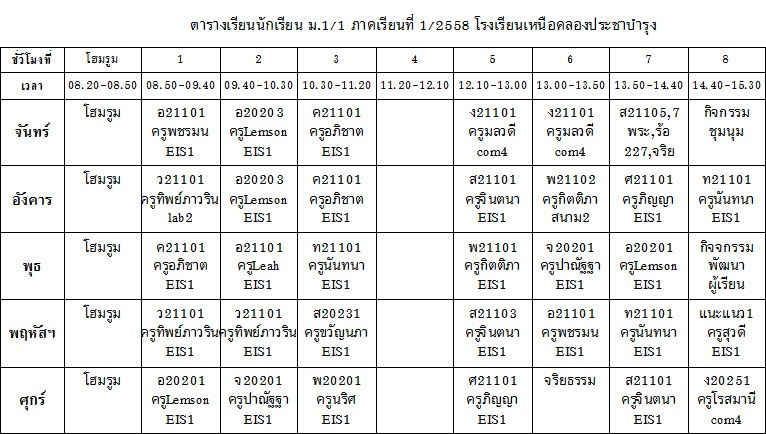 ตารางเรียนนักเรียน ม.1/1 ภาคเรียนที่ 1/2558 โรงเรียนเหนือคลองประชาบำรุง
ชั่วโมงที่ โฮมรูม 1 2 3 4 5 6 7 8
เวลา 08.20-08.50 08.50-09.40 09.40-10.30 10.30-11.20 11.20-12.10 12.10-13.00 13.00-13.50 13.50-14.40 14.40-15.30
โฮมรูม อ21101 อ20203 ค21101 ง21101 ง21101 ส21105,7 กิจกรรม
จันทร์ ครูพชรมน ครูLemson ครูอภิชาต ครูมลวดี ครูมลวดี พระ,ร้อ ชุมนุม
EIS1 EIS1 EIS1 com4 com4 227,จริย
โฮมรูม ว21101 อ20203 ค21101 ส21101 พ21102 ศ21101 ท21101
อังคาร ครูทิพย์ภาวริน ครูLemson ครูอภิชาต ครูจินตนา ครูกิตติภา ครูภิญญา ครูนันทนา
lab2 EIS1 EIS1 EIS1 สนาม2 EIS1 EIS1
โฮมรูม ค21101 อ21101 ท21101 พ21101 จ20201 อ20201 กิจกรรม
พุธ ครูอภิชาต ครูLeah ครูนันทนา ครูกิตติภา ครูปาณัฐฐา ครูLemson พัฒนา
EIS1 EIS1 EIS1 EIS1 EIS1 EIS1 ผู้เรียน
โฮมรูม ว21101 ว21101 ส20231 ส21103 อ21101 ท21101 แนะแนว1
พฤหัสฯ ครูทิพย์ภาวริน ครูทิพย์ภาวริน ครูขวัญนภา ครูจินตนา ครูพชรมน ครูนันทนา ครูสุวดี
EIS1 EIS1 EIS1 EIS1 EIS1 EIS1 EIS1
โฮมรูม อ20201 จ20201 พ20201 ศ21101 จริยธรรม ส21101 ง20251
ศุกร์ ครูLemson ครูปาณัฐฐา ครูนริศ ครูภิญญา ครูจินตนา ครูโรสมานี
EIS1 EIS1 EIS1 EIS1 EIS1 com4